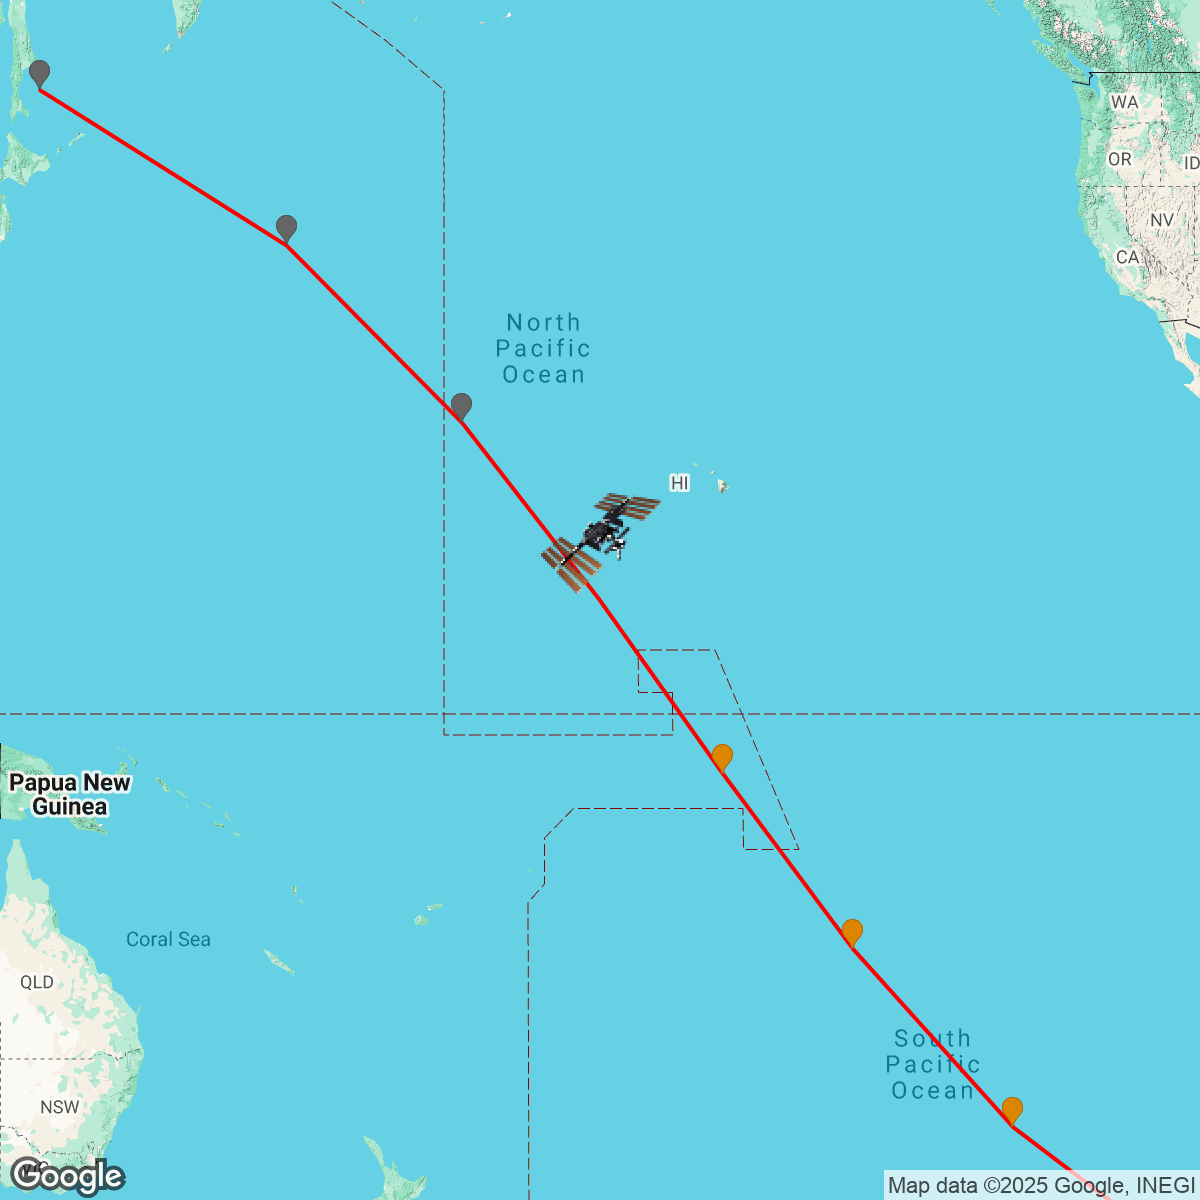 WA
OR
ID
NV
CA
North
Pacific
Ocean
HI
Papua New
Guinea
Coral Sea
QLD
South
Pacific
Ocean
NSW
VIC
Google
Map data ©2025 Google, INEGI